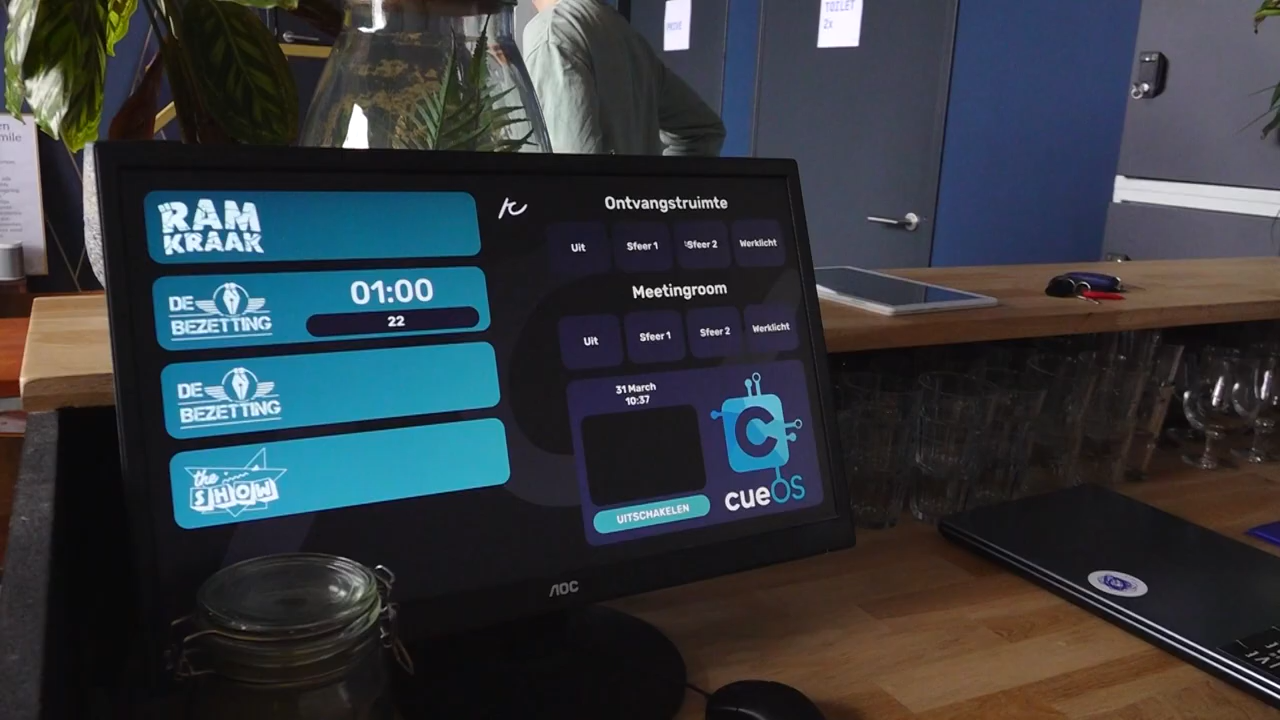 TOILET
2x
RAM
KRAAK
Ontvangstruimte
Uit
Sfeer 1
Sfeer 2
Werklicht
DE
BEZETTING
01:00
22
Meetingroom
Uit
Sfeer 1
Sfeer 2
Werklicht
DE
BEZETTING
31 March
10:37
the
SHOW
UITSCHAKELEN
C
cueOS
AOC